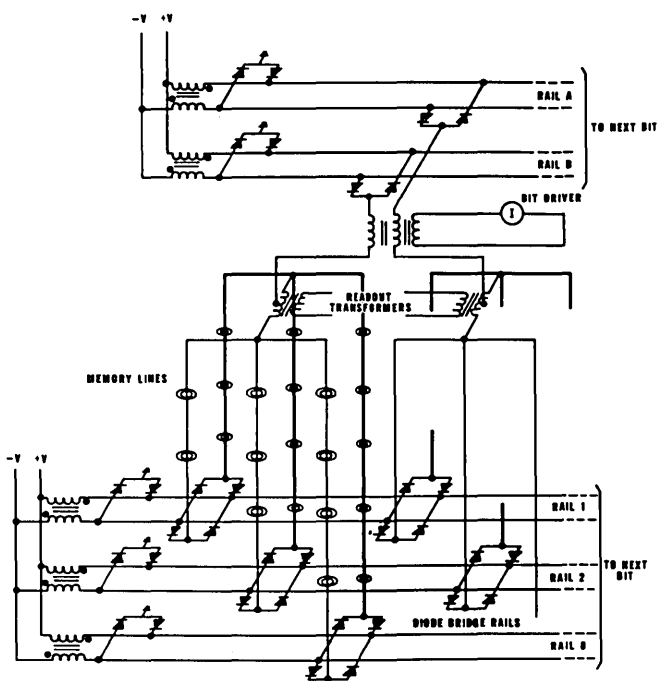 -V +V
RAIL A
TO NEXT BIT
RAIL B
BIT DRIVER
I
READOUT
TRANSFORMERS
MEMORY LINES
-V +V
RAIL 1
RAIL 2
TO NEXT
BIT
DIODE BRIDGE RAILS
RAIL 8